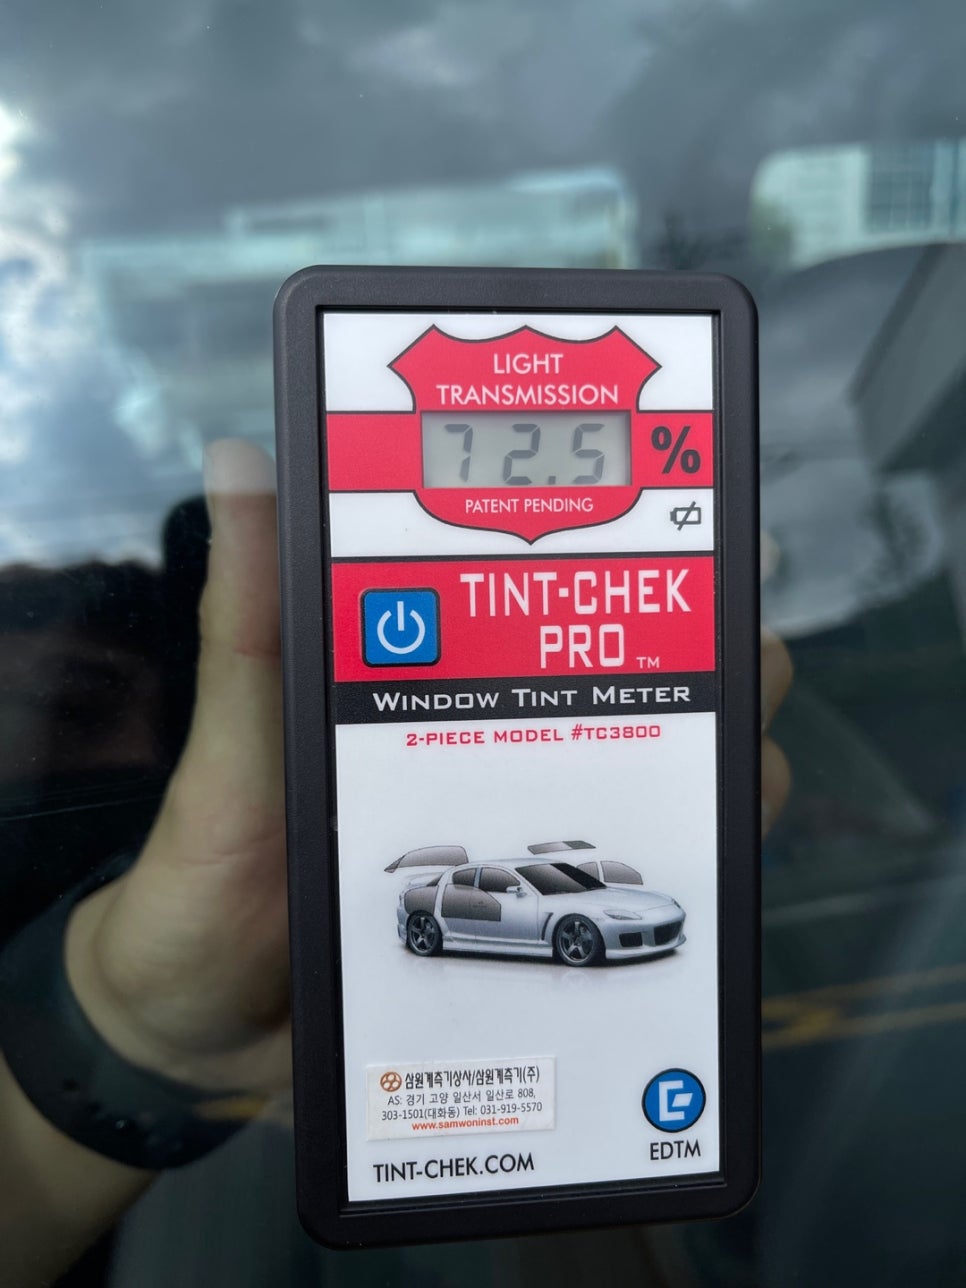 LIGHT
TRANSMISSION
72.5
%
PATENT PENDING
TINT-CHEK
PRO TM
WINDOW TINT METER
2-PIECE MODEL #TC3800
삼원계측기상사/삼원계측기(주)
AS: 경기 고양 일산서 일산로 808,
303-1501(대화동) Tel: 031-919-5570
www.samwoninst.com
EDTM
TINT-CHEK.COM